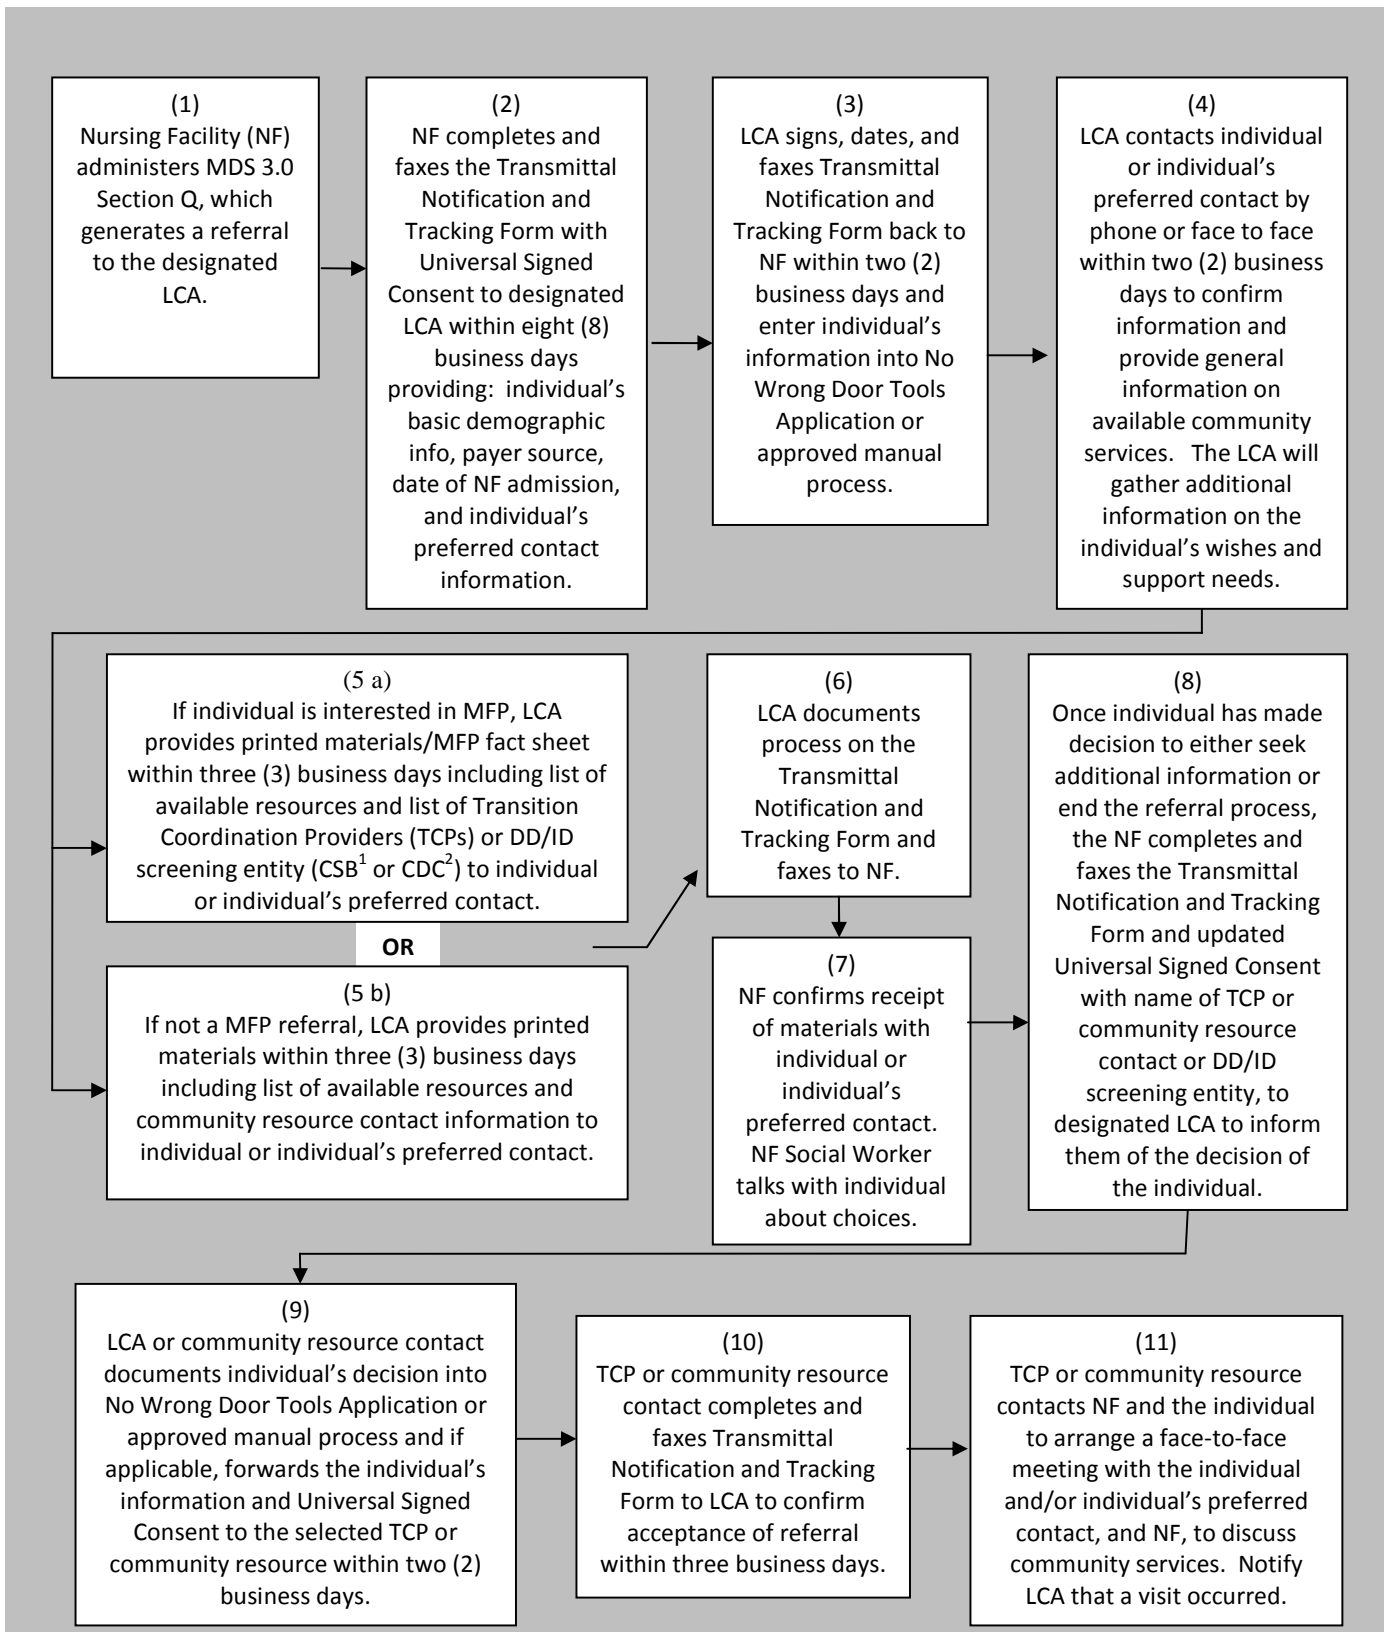 (1)
Nursing Facility (NF)
administers MDS 3.0
Section Q, which
generates a referral
to the designated
LCA.
(2)
NF completes and
faxes the Transmittal
Notification and
Tracking Form with
Universal Signed
Consent to designated
LCA within eight (8)
business days
providing:  individual’s
basic demographic
info, payer source,
date of NF admission,
and individual’s
preferred contact
information.
(3)
LCA signs, dates, and
faxes Transmittal
Notification and
Tracking Form back to
NF within two (2)
business days and
enter individual’s
information into No
Wrong Door Tools
Application or
approved manual
process.
(4)
LCA contacts individual
or individual’s
preferred contact by
phone or face to face
within two (2) business
days to confirm
information and
provide general
information on
available community
services.   The LCA will
gather additional
information on the
individual’s wishes and
support needs.
(5 a)
If individual is interested in MFP, LCA
provides printed materials/MFP fact sheet
within three (3) business days including list of
available resources and list of Transition
Coordination Providers (TCPs) or DD/ID
screening entity (CSB¹ or CDC²) to individual
or individual’s preferred contact.
OR
(5 b)
If not a MFP referral, LCA provides printed
materials within three (3) business days
including list of available resources and
community resource contact information to
individual or individual’s preferred contact.
(6)
LCA documents
process on the
Transmittal
Notification and
Tracking Form and
faxes to NF.
(7)
NF confirms receipt
of materials with
individual or
individual’s
preferred contact.
NF Social Worker
talks with individual
about choices.
(8)
Once individual has made
decision to either seek
additional information or
end the referral process,
the NF completes and
faxes the Transmittal
Notification and Tracking
Form and updated
Universal Signed Consent
with name of TCP or
community resource
contact or DD/ID
screening entity, to
designated LCA to inform
them of the decision of
the individual.
(9)
LCA or community resource contact
documents individual’s decision into
No Wrong Door Tools Application or
approved manual process and if
applicable, forwards the individual’s
information and Universal Signed
Consent to the selected TCP or
community resource within two (2)
business days.
(10)
TCP or community resource
contact completes and
faxes Transmittal
Notification and Tracking
Form to LCA to confirm
acceptance of referral
within three business days.
(11)
TCP or community resource
contacts NF and the individual
to arrange a face-to-face
meeting with the individual
and/or individual’s preferred
contact, and NF, to discuss
community services.  Notify
LCA that a visit occurred.